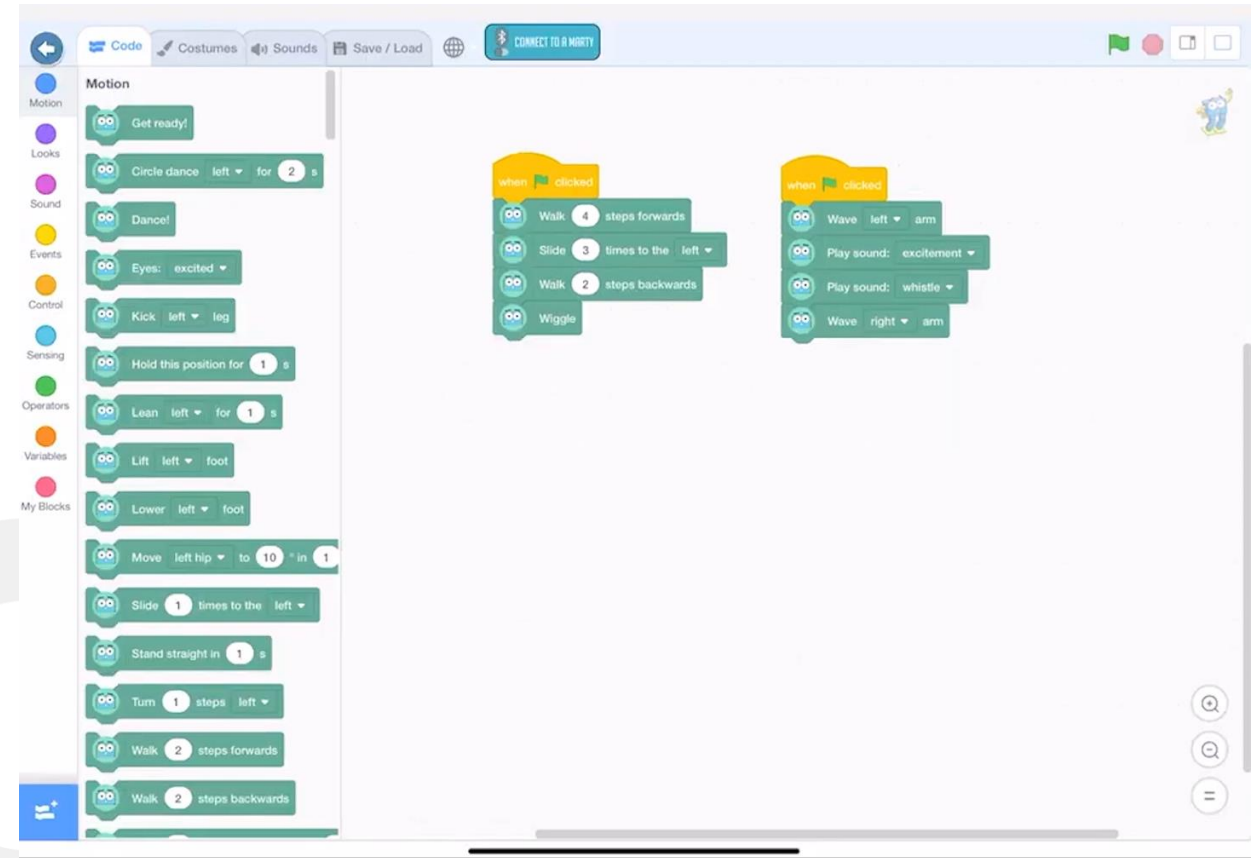 Code Costumes Sounds Save / Load CONNECT TO A MARTY
Motion
Looks
Sound
Events
Control
Sensing
Operators
Variables
My Blocks
Motion
Get ready!
Circle dance left for 2 s
Dance!
Eyes: excited
Kick left leg
Hold this position for 1 s
Lean left for 1 s
Lift left foot
Lower left foot
Move left hip to 10 ° in 1
Slide 1 times to the left
Stand straight in 1 s
Turn 1 steps left
Walk 2 steps forwards
Walk 2 steps backwards
when clicked
Walk 4 steps forwards
Slide 3 times to the left
Walk 2 steps backwards
Wiggle
when clicked
Wave left arm
Play sound: excitement
Play sound: whistle
Wave right arm